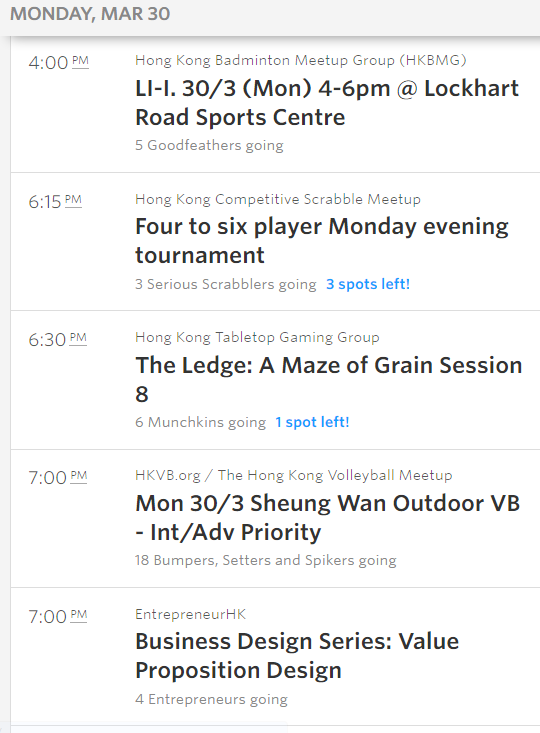 MONDAY, MAR 30
4:00 PM
Hong Kong Badminton Meetup Group (HKBMG)
LI-I. 30/3 (Mon) 4-6pm @ Lockhart
Road Sports Centre
5 Goodfeathers going
6:15 PM
Hong Kong Competitive Scrabble Meetup
Four to six player Monday evening
tournament
3 Serious Scrabblers going 3 spots left!
6:30 PM
Hong Kong Tabletop Gaming Group
The Ledge: A Maze of Grain Session
8
6 Munchkins going 1 spot left!
7:00 PM
HKVB.org / The Hong Kong Volleyball Meetup
Mon 30/3 Sheung Wan Outdoor VB
- Int/Adv Priority
18 Bumpers, Setters and Spikers going
7:00 PM
EntrepreneurHK
Business Design Series: Value
Proposition Design
4 Entrepreneurs going